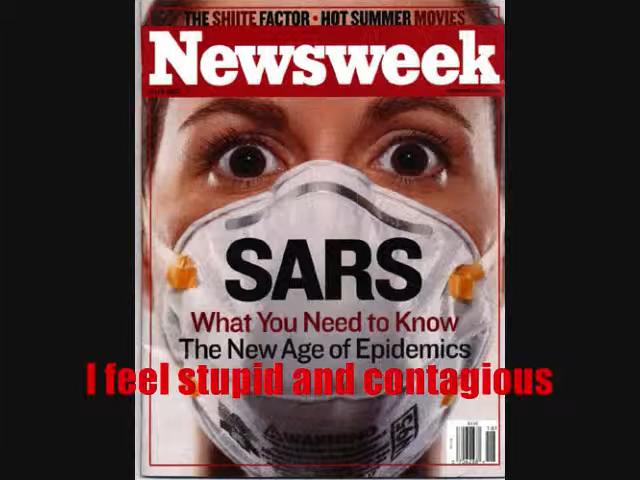 THE SHIITE FACTOR • HOT SUMMER MOVIES
Newsweek
SARS
What You Need to Know
The New Age of Epidemics
I feel stupid and contagious
WARNING